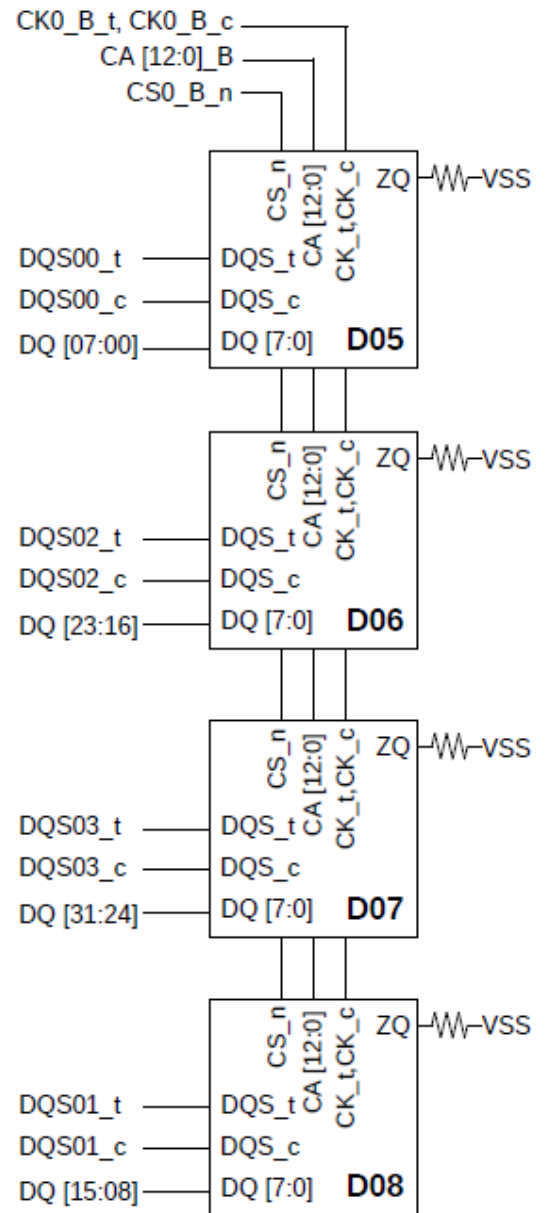 CK0_B_t, CK0_B_c
CA [12:0]_B
CS0_B_n
CS_n
CA [12:0]
CK_t,CK_c
ZQ
VSS
DQS00_t
DQS_t
DQS00_c
DQS_c
DQ [07:00]
DQ [7:0]
D05
CS_n
CA [12:0]
CK_t,CK_c
ZQ
VSS
DQS02_t
DQS_t
DQS02_c
DQS_c
DQ [23:16]
DQ [7:0]
D06
CS_n
CA [12:0]
CK_t,CK_c
ZQ
VSS
DQS03_t
DQS_t
DQS03_c
DQS_c
DQ [31:24]
DQ [7:0]
D07
CS_n
CA [12:0]
CK_t,CK_c
ZQ
VSS
DQS01_t
DQS_t
DQS01_c
DQS_c
DQ [15:08]
DQ [7:0]
D08